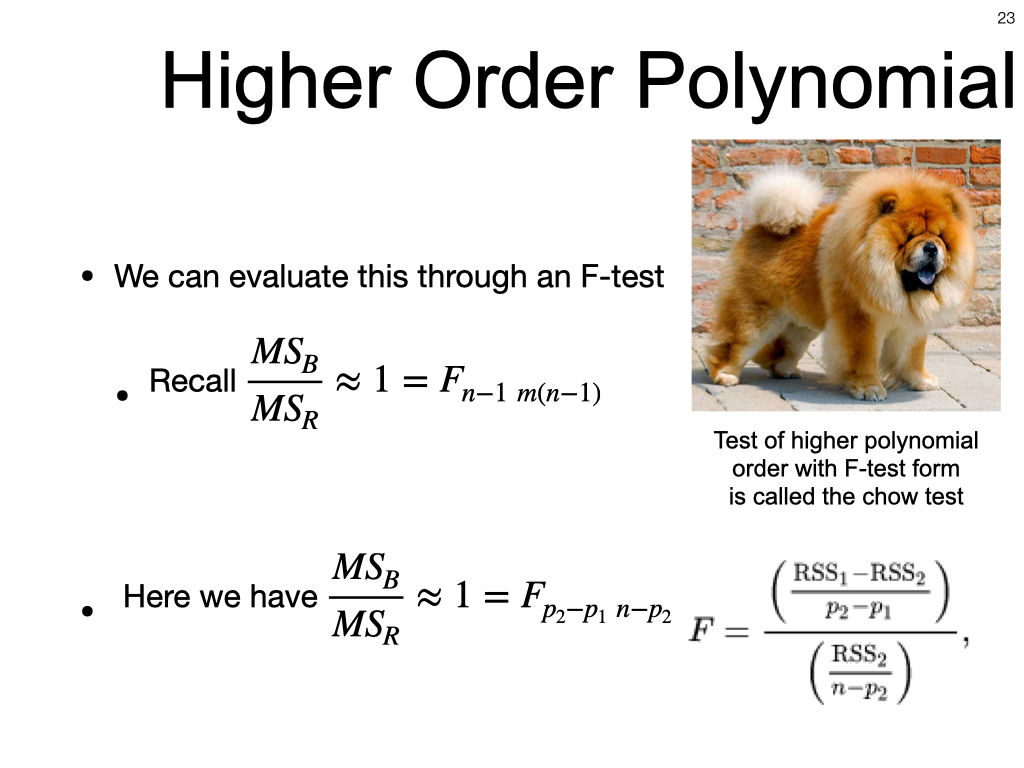 23
Higher Order Polynomial
• We can evaluate this through an F-test
• Recall \frac{MS_B}{MS_R} ≈ 1 = F_{n−1 m(n−1)}
Test of higher polynomial
order with F-test form
is called the chow test
• Here we have \frac{MS_B}{MS_R} ≈ 1 = F_{p_2−p_1 n−p_2}
F = \frac{\left(\frac{RSS_1−RSS_2}{p_2−p_1}\right)}{\left(\frac{RSS_2}{n−p_2}\right)},